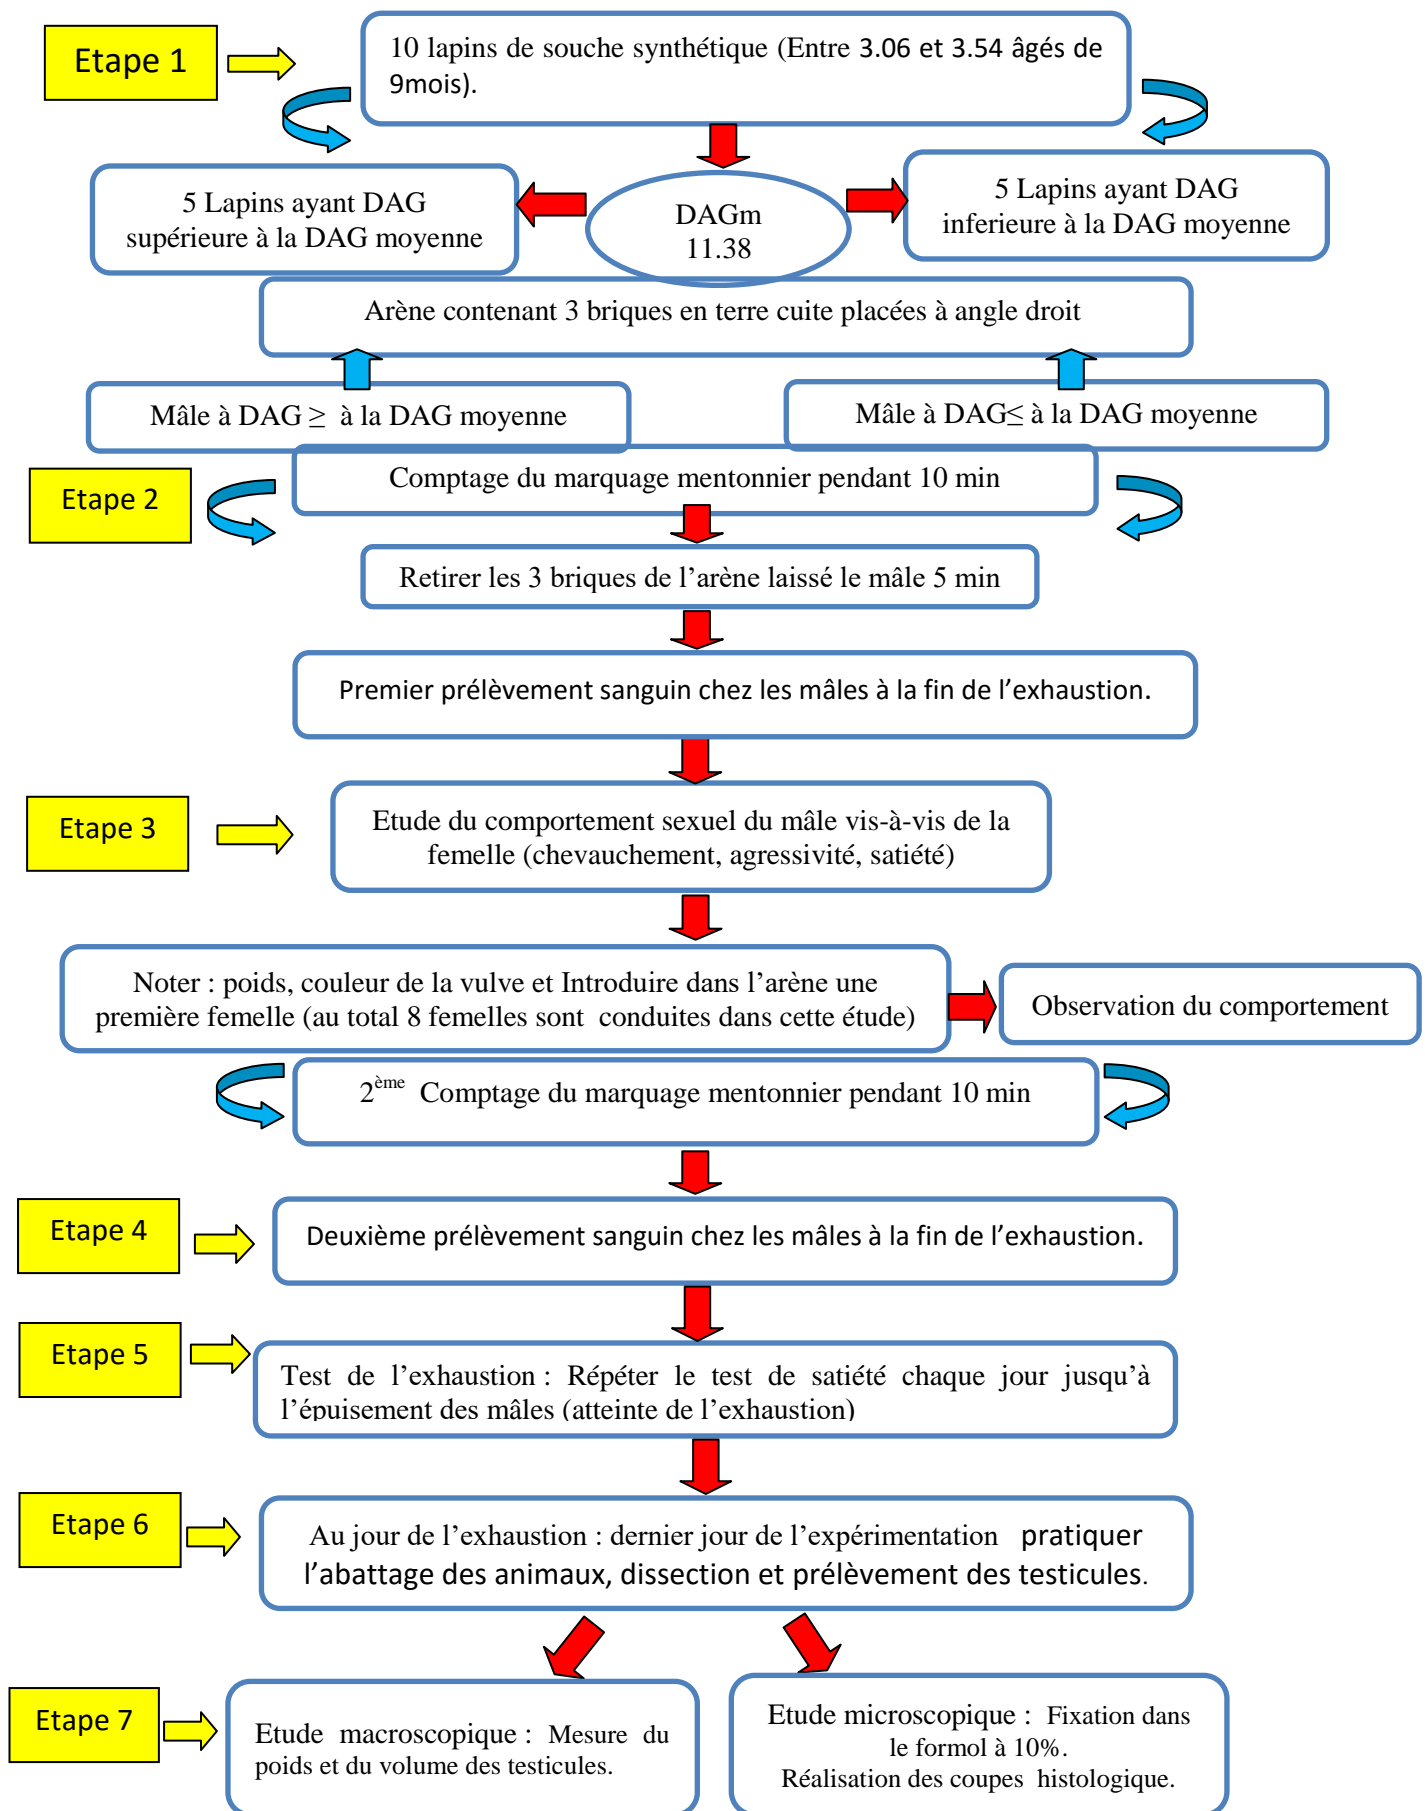 Etape 1
10 lapins de souche synthétique (Entre 3.06 et 3.54 âgés de
9mois).
5 Lapins ayant DAG
supérieure à la DAG moyenne
DAGm
11.38
5 Lapins ayant DAG
inferieure à la DAG moyenne
Arène contenant 3 briques en terre cuite placées à angle droit
Mâle à DAG ≥ à la DAG moyenne
Mâle à DAG≤ à la DAG moyenne
Etape 2
Comptage du marquage mentonnier pendant 10 min
Retirer les 3 briques de l’arène laissé le mâle 5 min
Premier prélèvement sanguin chez les mâles à la fin de l’exhaustion.
Etape 3
Etude du comportement sexuel du mâle vis-à-vis de la
femelle (chevauchement, agressivité, satiété)
Noter : poids, couleur de la vulve et Introduire dans l’arène une
première femelle (au total 8 femelles sont conduites dans cette étude)
Observation du comportement
2ème Comptage du marquage mentonnier pendant 10 min
Etape 4
Deuxième prélèvement sanguin chez les mâles à la fin de l’exhaustion.
Etape 5
Test de l’exhaustion : Répéter le test de satiété chaque jour jusqu’à
l’épuisement des mâles (atteinte de l’exhaustion)
Etape 6
Au jour de l’exhaustion : dernier jour de l’expérimentation pratiquer
l’abattage des animaux, dissection et prélèvement des testicules.
Etape 7
Etude macroscopique : Mesure du
poids et du volume des testicules.
Etude microscopique : Fixation dans
le formol à 10%.
Réalisation des coupes histologique.